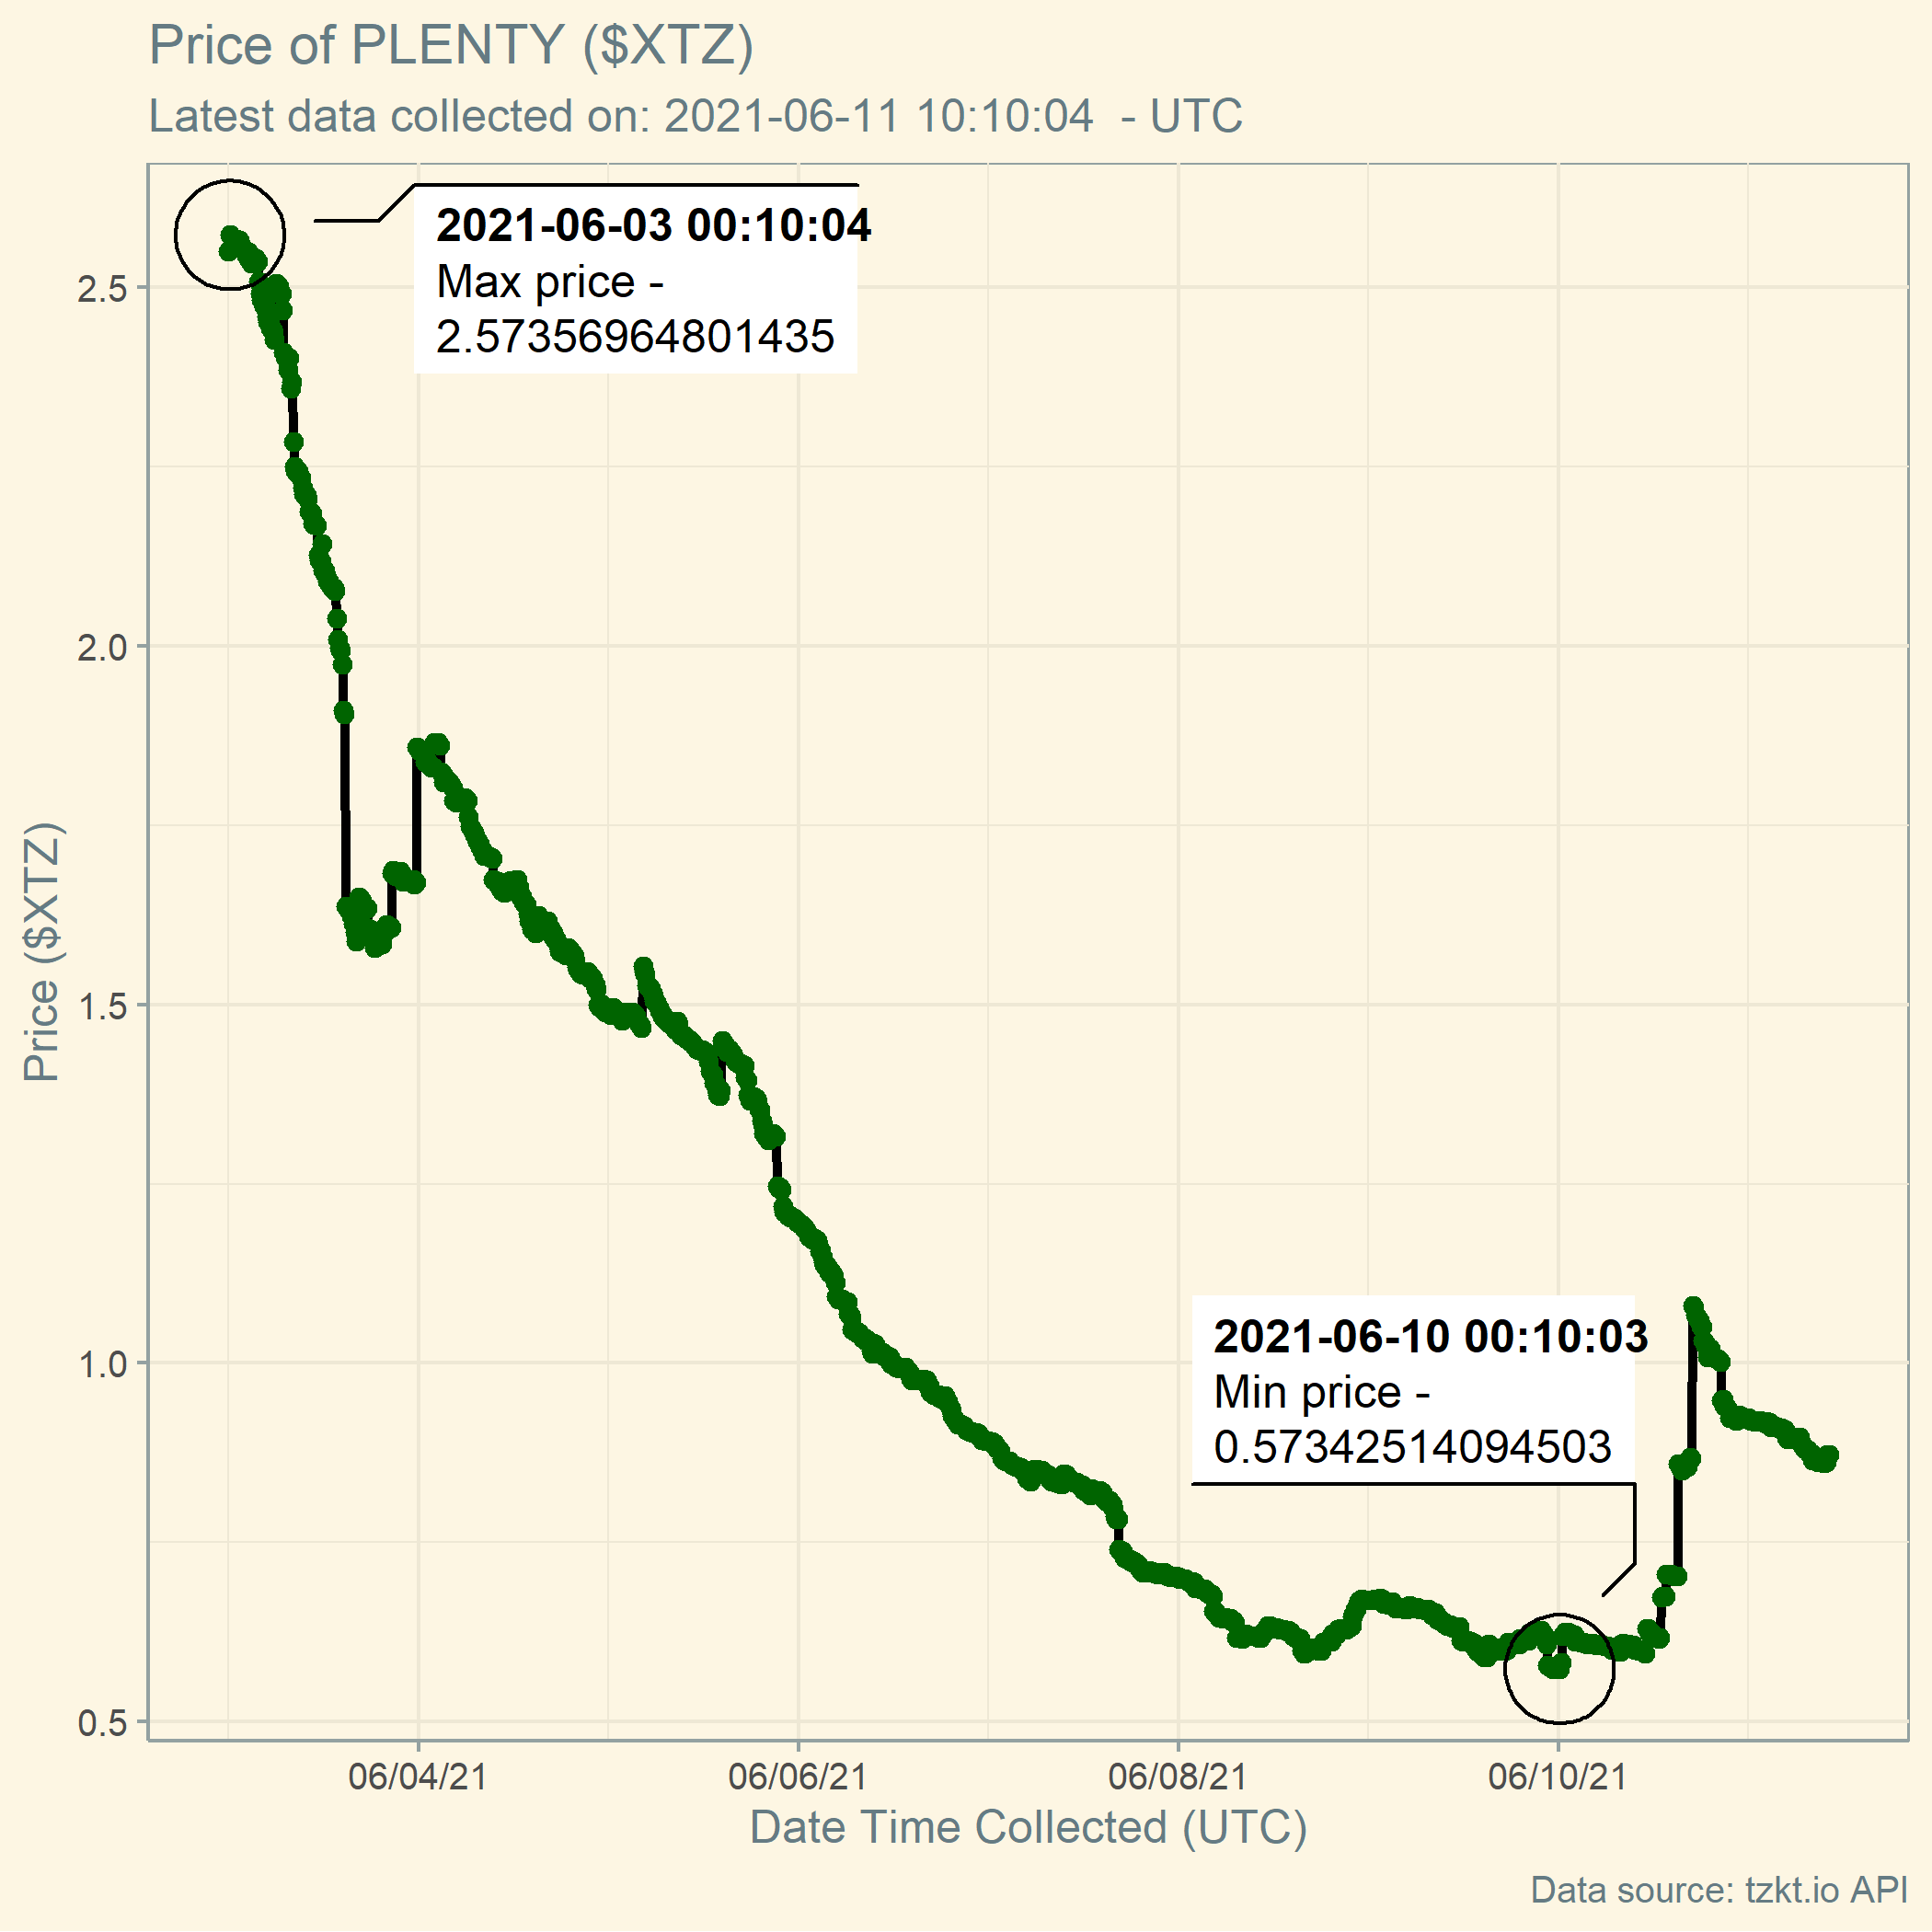 Price of PLENTY ($XTZ)
Latest data collected on: 2021-06-11 10:10:04  - UTC
2021-06-03 00:10:04
Max price -
2.57356964801435
2.5
2.0
1.5
1.0
0.5
Price ($XTZ)
2021-06-10 00:10:03
Min price -
0.57342514094503
06/04/21
06/06/21
06/08/21
06/10/21
Date Time Collected (UTC)
Data source: tzkt.io API